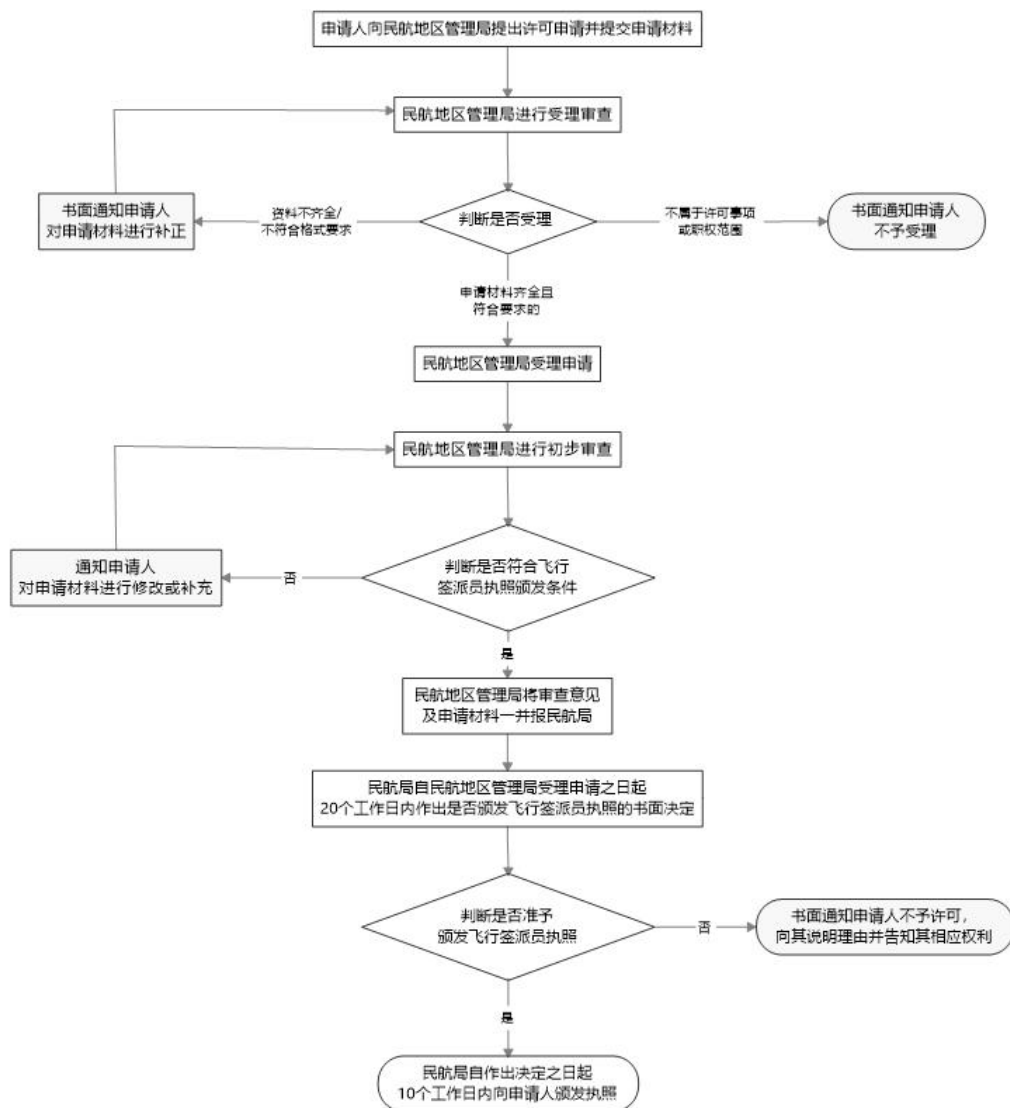 申请人向民航地区管理局提出许可申请并提交申请材料
民航地区管理局进行受理审查
书面通知申请人
对申请材料进行补正
资料不齐全/
不符合格式要求
判断是否受理
不属于许可事项
或职权范围
书面通知申请人
不予受理
申请材料齐全且
符合要求的
民航地区管理局受理申请
民航地区管理局进行初步审查
通知申请人
对申请材料进行修改或补充
否
判断是否符合飞行
签派员执照颁发条件
是
民航地区管理局将审查意见
及申请材料一并报民航局
民航局自民航地区管理局受理申请之日起
20个工作日内作出是否颁发飞行签派员执照的书面决定
判断是否准予
颁发飞行签派员执照
否
书面通知申请人不予许可，
向其说明理由并告知其相应权利
是
民航局自作出决定之日起
10个工作日内向申请人颁发执照